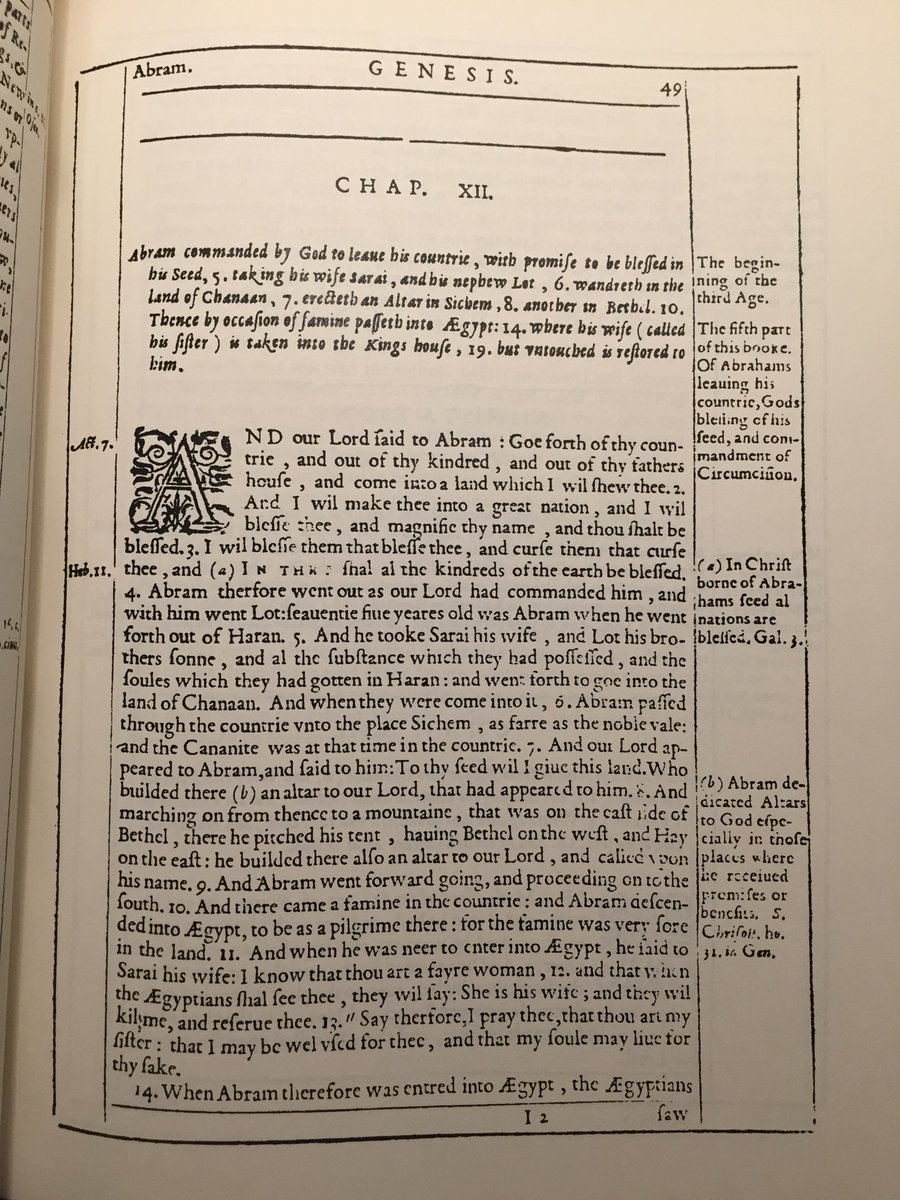 parts
of Re-
Abram.
GENESIS.
49
CHAP. XII.
Abram commanded by God to leaue his countrie, with promiſe to be bleſſed in
his Seed, 5. taking his wife Sarai, and his nephew Lot, 6. wandreth in the
land of Chanaan, 7. erecteth an Altar in Sichem, 8. another in Bethel. 10.
Thence by occaſion of famine paſſeth into Ægypt: 14. where his wife (called
his ſiſter) is taken into the Kings houſe, 19. but vntouched is reſtored to
him.
Act. 7.
AND our Lord ſaid to Abram: Goe forth of thy coun-
trie, and out of thy kindred, and out of thy fathers
houſe, and come into a land which I wil ſhew thee. 2.
And I wil make thee into a great nation, and I wil
bleſſe thee, and magnifie thy name, and thou ſhalt be
bleſſed. 3. I wil bleſſe them that bleſſe thee, and curſe them that curſe
Heb. 11.
thee, and (a) IN THEE ſhal al the kindreds of the earth be bleſſed.
4. Abram therfore went out as our Lord had commanded him, and
with him went Lot: ſeauentie fiue yeares old was Abram when he went
forth out of Haran. 5. And he tooke Sarai his wife, and Lot his bro-
thers ſonne, and al the ſubſtance which they had poſſeſſed, and the
ſoules which they had gotten in Haran: and went forth to goe into the
land of Chanaan. And when they were come into it, 6. Abram paſſed
through the countrie vnto the place Sichem, as farre as the noble vale:
and the Cananite was at that time in the countrie. 7. And our Lord ap-
peared to Abram, and ſaid to him: To thy ſeed wil I giue this land. Who
builded there (b) an altar to our Lord, that had appeared to him. 8. And
marching on from thence to a mountaine, that was on the eaſt ſide of
Bethel, there he pitched his tent, hauing Bethel on the weſt, and Hay
on the eaſt: he builded there alſo an altar to our Lord, and called vpon
his name. 9. And Abram went forward going, and proceeding on to the
ſouth. 10. And there came a famine in the countrie: and Abram deſcen-
ded into Ægypt, to be as a pilgrime there: for the famine was very ſore
in the land. 11. And when he was neer to enter into Ægypt, he ſaid to
Sarai his wife: I know that thou art a fayre woman, 12. and that when
the Ægyptians ſhal ſee thee, they wil ſay: She is his wife; and they wil
kil me, and reſerue thee. 13." Say therfore, I pray thee, that thou art my
ſiſter: that I may be wel vſed for thee, and that my ſoule may liue for
thy ſake.
14. When Abram therefore was entred into Ægypt, the Ægyptians
I 2
ſaw
The begin-
ning of the
third Age.
The fifth part
of this booke.
Of Abrahams
leauing his
countrie, Gods
bleſſing of his
ſeed, and com-
mandment of
Circumciſion.
(a) In Chriſt
borne of Abra-
hams ſeed al
nations are
bleſſed. Gal. 3.
(b) Abram de-
dicated Altars
to God eſpe-
cially in thoſe
places where
he receiued
promiſes or
benefits. S.
Chriſoſt. ho.
31. in Gen.